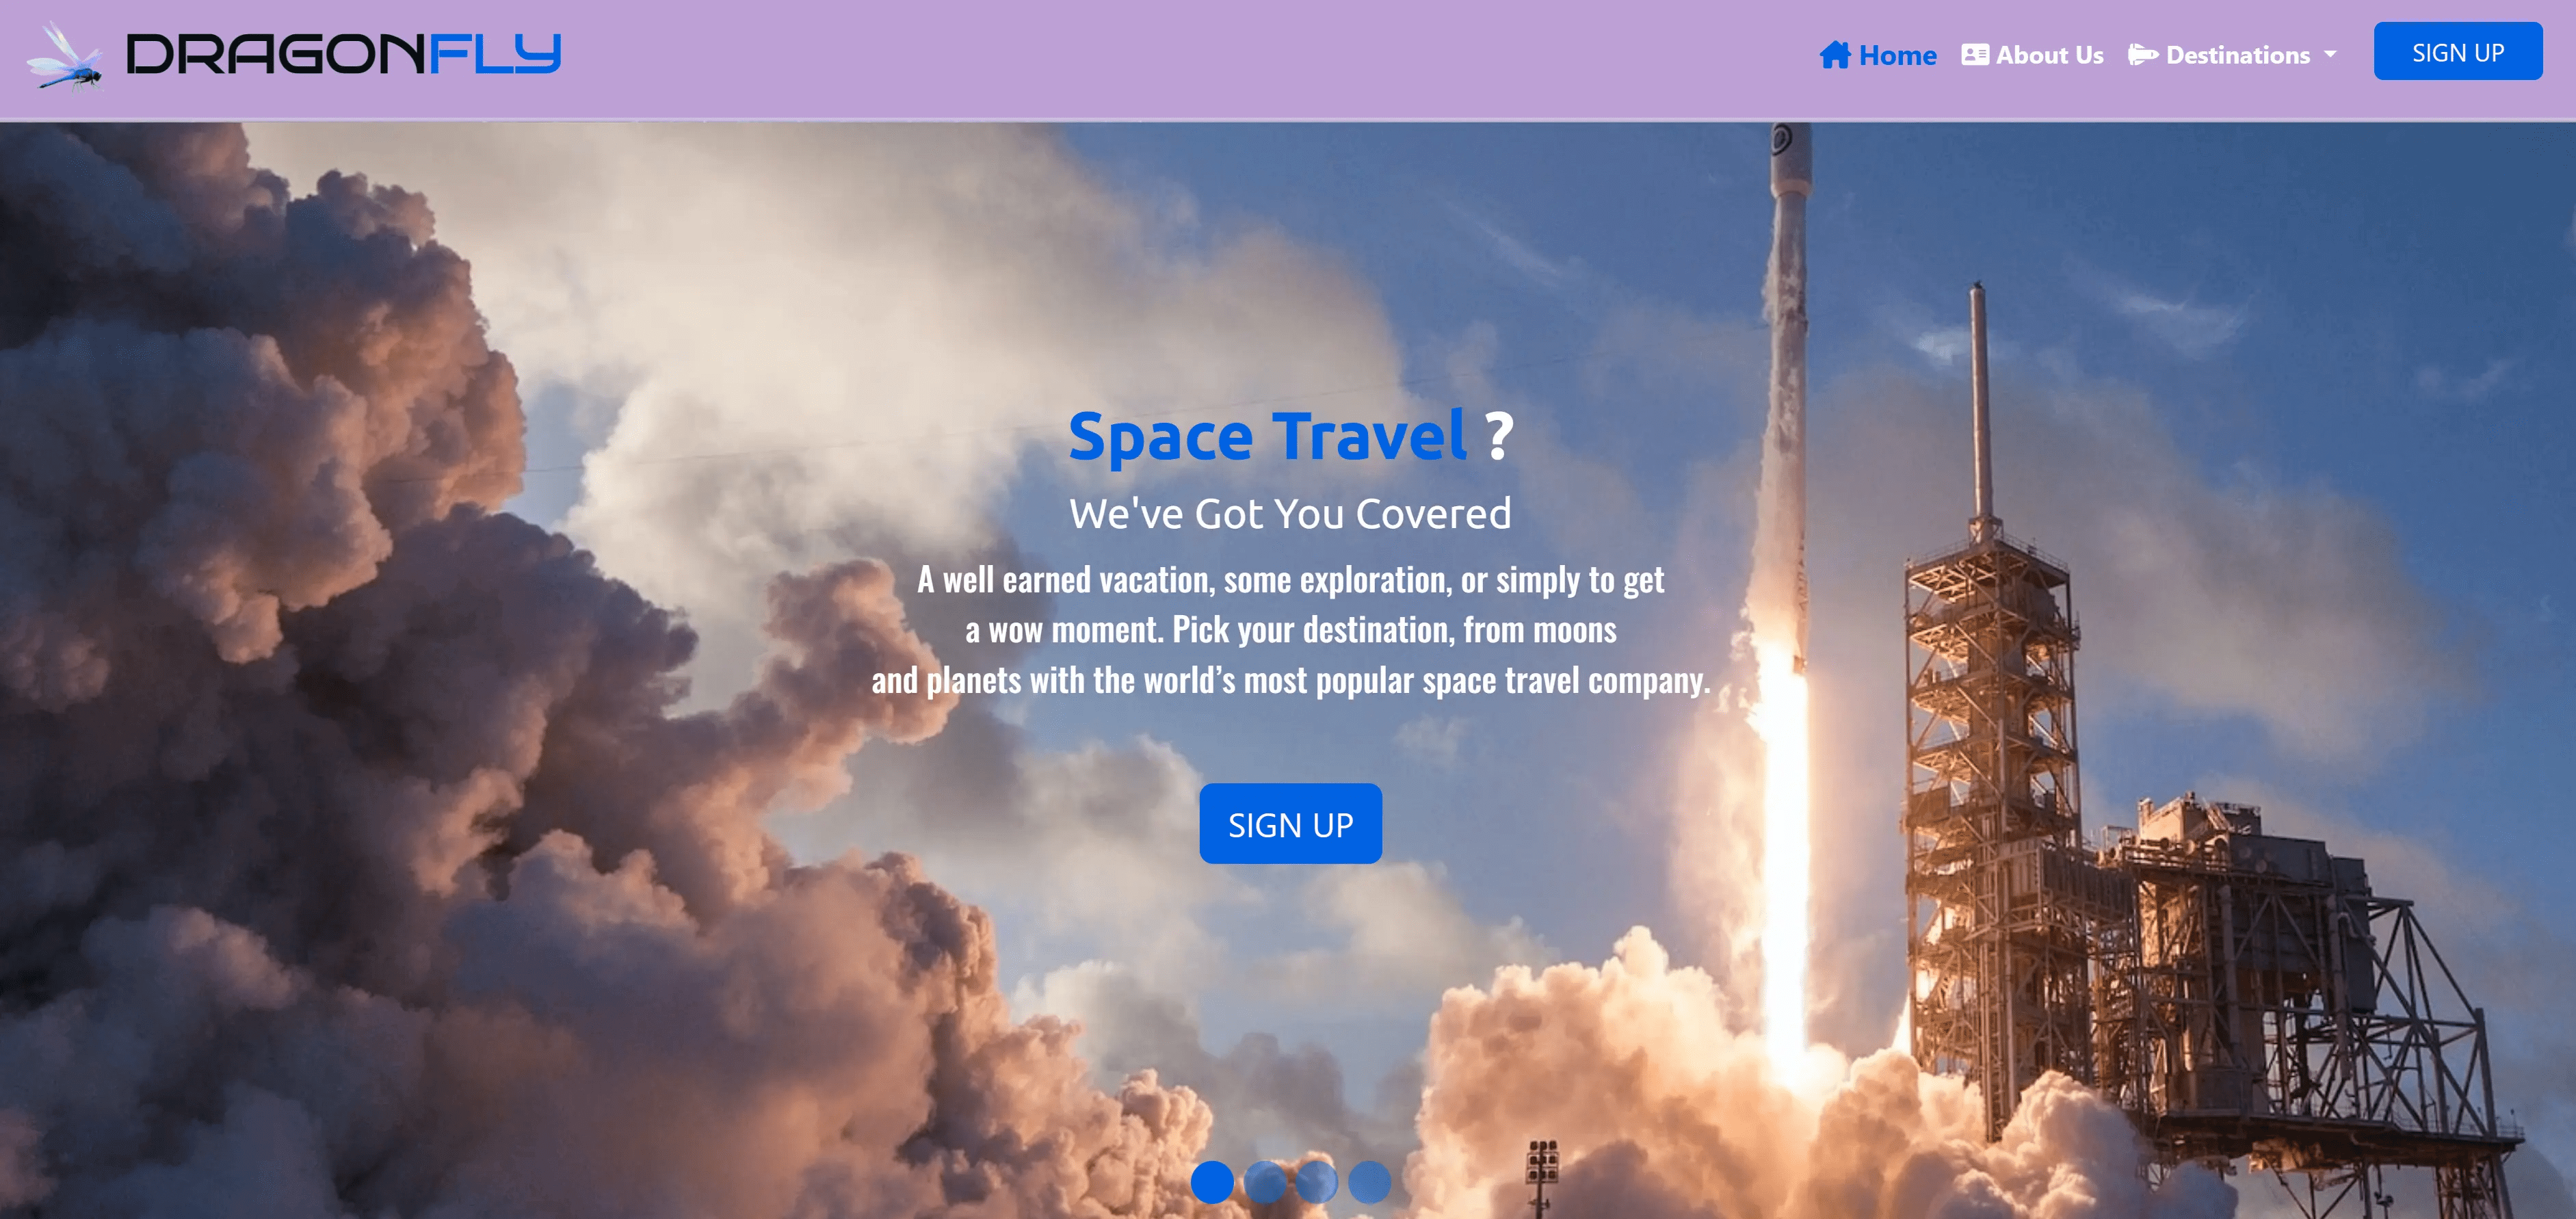 DRAGONFLY
Home About Us Destinations SIGN UP
Space Travel ?
We've Got You Covered
A well earned vacation, some exploration, or simply to get
a wow moment. Pick your destination, from moons
and planets with the world’s most popular space travel company.
SIGN UP